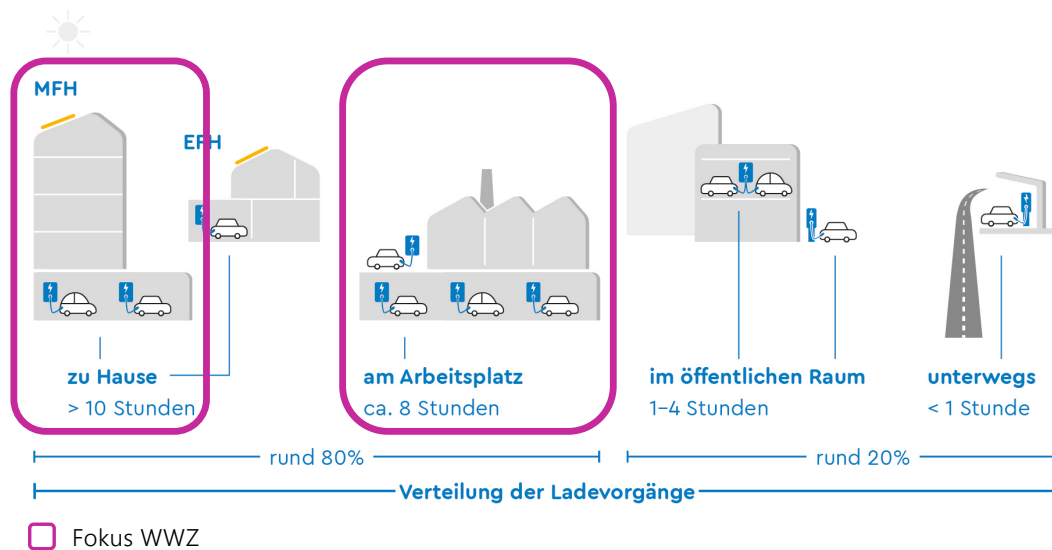 MFH
EFH
zu Hause
> 10 Stunden
am Arbeitsplatz
ca. 8 Stunden
im öffentlichen Raum
1–4 Stunden
unterwegs
< 1 Stunde
rund 80%
rund 20%
Verteilung der Ladevorgänge
Fokus WWZ